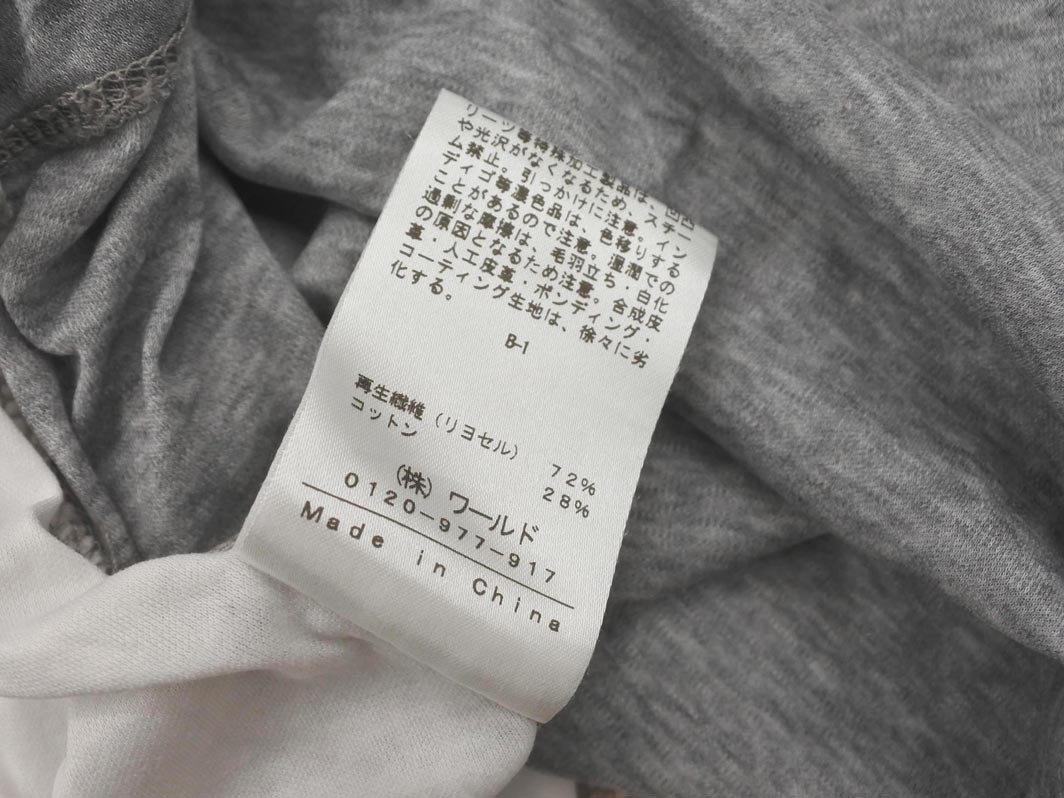 リーツ等特殊加工製品は、凹凸
や光沢がなくなるため、スチー
ム禁止。引っかけに注意。イン
ディゴ等濃色品は、色移りする
ことがあるので注意。湿潤での
過剰な摩擦は、毛羽立ち・白化
の原因となるため注意。合成皮
革・人工皮革・ボンディング・
コーティング生地は、徐々に劣
化する。
B-1
再生繊維（リヨセル） 72%
コットン 28%
（株）ワールド
0120-977-917
Made in China